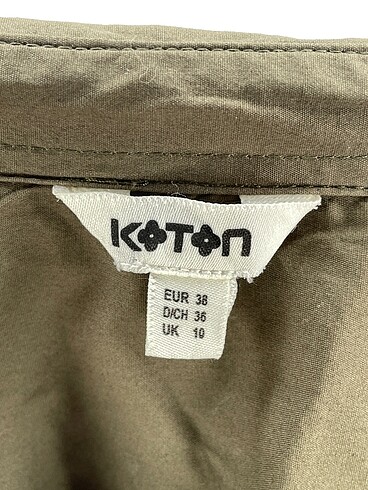 KOTON
EUR 38
D/CH 36
UK 10